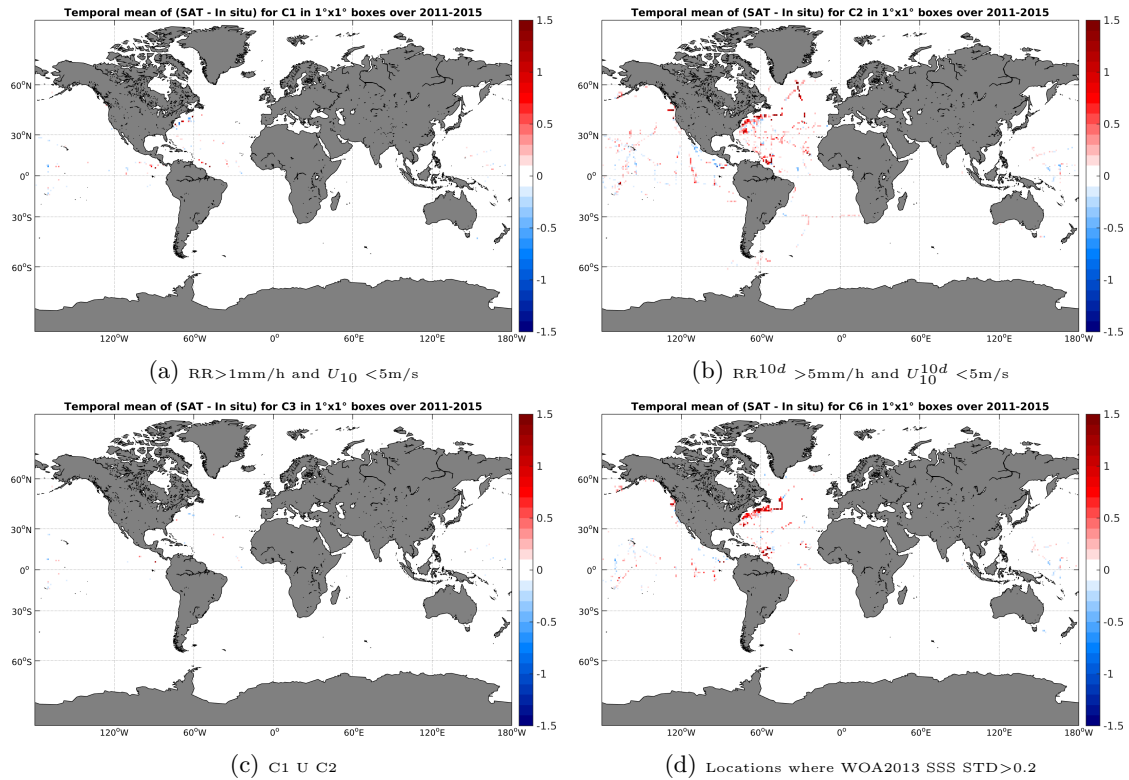 Temporal mean of (SAT - In situ) for C1 in 1°x1° boxes over 2011-2015
60°N
30°N
0°
30°S
60°S
120°W 60°W 0° 60°E 120°E 180°W
1.5
1
0.5
0
-0.5
-1
-1.5
(a) RR>1mm/h and U10 <5m/s
Temporal mean of (SAT - In situ) for C2 in 1°x1° boxes over 2011-2015
60°N
30°N
0°
30°S
60°S
120°W 60°W 0° 60°E 120°E 180°W
1.5
1
0.5
0
-0.5
-1
-1.5
(b) RR10d >5mm/h and U10d10 <5m/s
Temporal mean of (SAT - In situ) for C3 in 1°x1° boxes over 2011-2015
60°N
30°N
0°
30°S
60°S
120°W 60°W 0° 60°E 120°E 180°W
1.5
1
0.5
0
-0.5
-1
-1.5
(c) C1 U C2
Temporal mean of (SAT - In situ) for C6 in 1°x1° boxes over 2011-2015
60°N
30°N
0°
30°S
60°S
120°W 60°W 0° 60°E 120°E 180°W
1.5
1
0.5
0
-0.5
-1
-1.5
(d) Locations where WOA2013 SSS STD>0.2